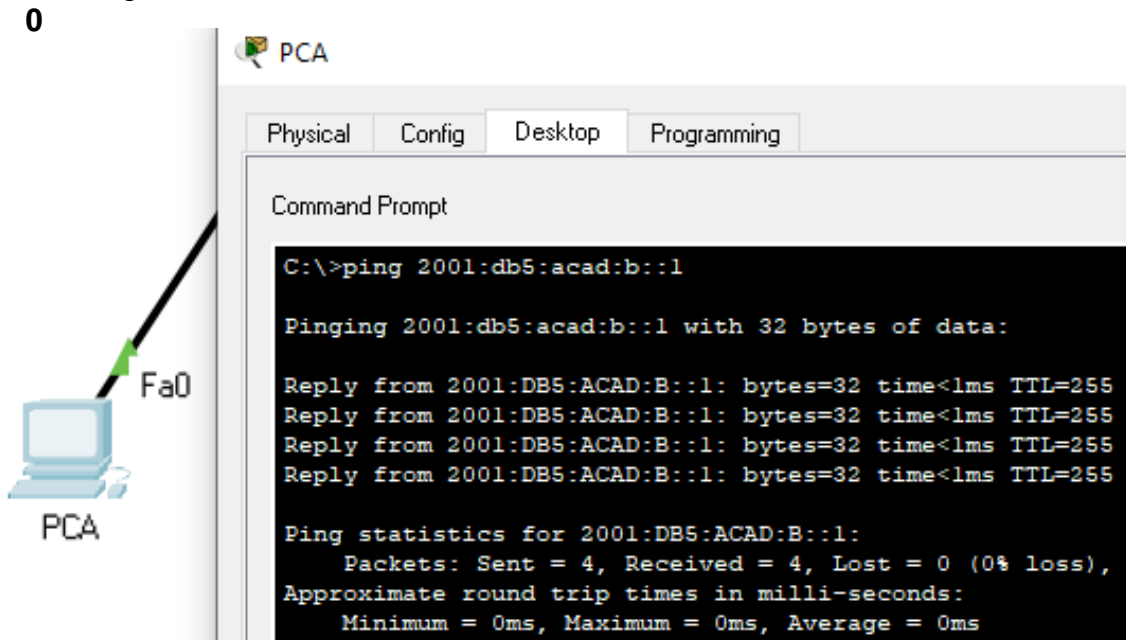 0
PCA
Physical Config Desktop Programming
Command Prompt
C:\>ping 2001:db5:acad:b::1
Pinging 2001:db5:acad:b::1 with 32 bytes of data:
Reply from 2001:DB5:ACAD:B::1: bytes=32 time<1ms TTL=255
Reply from 2001:DB5:ACAD:B::1: bytes=32 time<1ms TTL=255
Reply from 2001:DB5:ACAD:B::1: bytes=32 time<1ms TTL=255
Reply from 2001:DB5:ACAD:B::1: bytes=32 time<1ms TTL=255
Ping statistics for 2001:DB5:ACAD:B::1:
Packets: Sent = 4, Received = 4, Lost = 0 (0% loss),
Approximate round trip times in milli-seconds:
Minimum = 0ms, Maximum = 0ms, Average = 0ms
Fa0
PCA